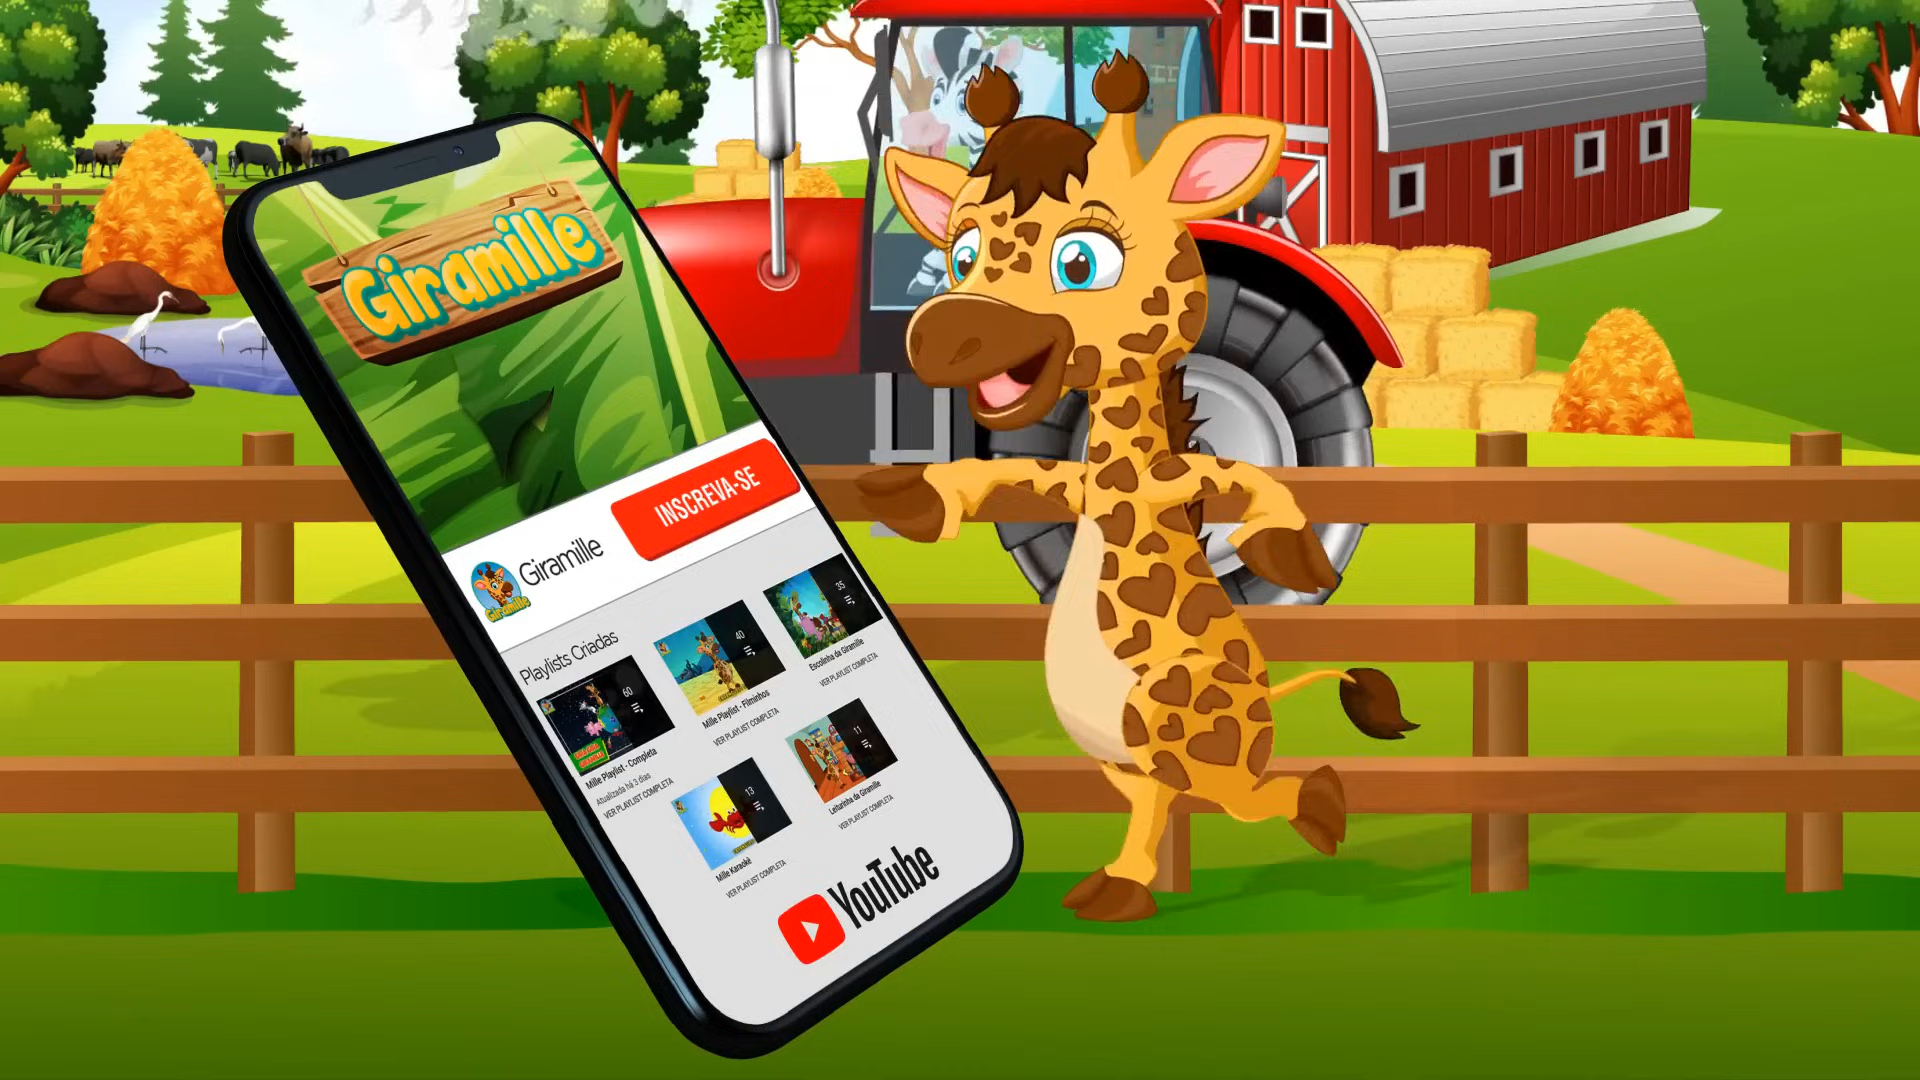 Giramille
INSCREVA-SE
Giramille
Giramille
Playlists Criadas
60
Mille Playlist - Completa
Atualizada há 3 dias
VER PLAYLIST COMPLETA
40
Mille Playlist - Filminhos
VER PLAYLIST COMPLETA
35
Escolinha da Giramille
VER PLAYLIST COMPLETA
13
Mille Karaokê
VER PLAYLIST COMPLETA
11
Leiturinha da Giramille
VER PLAYLIST COMPLETA
YouTube